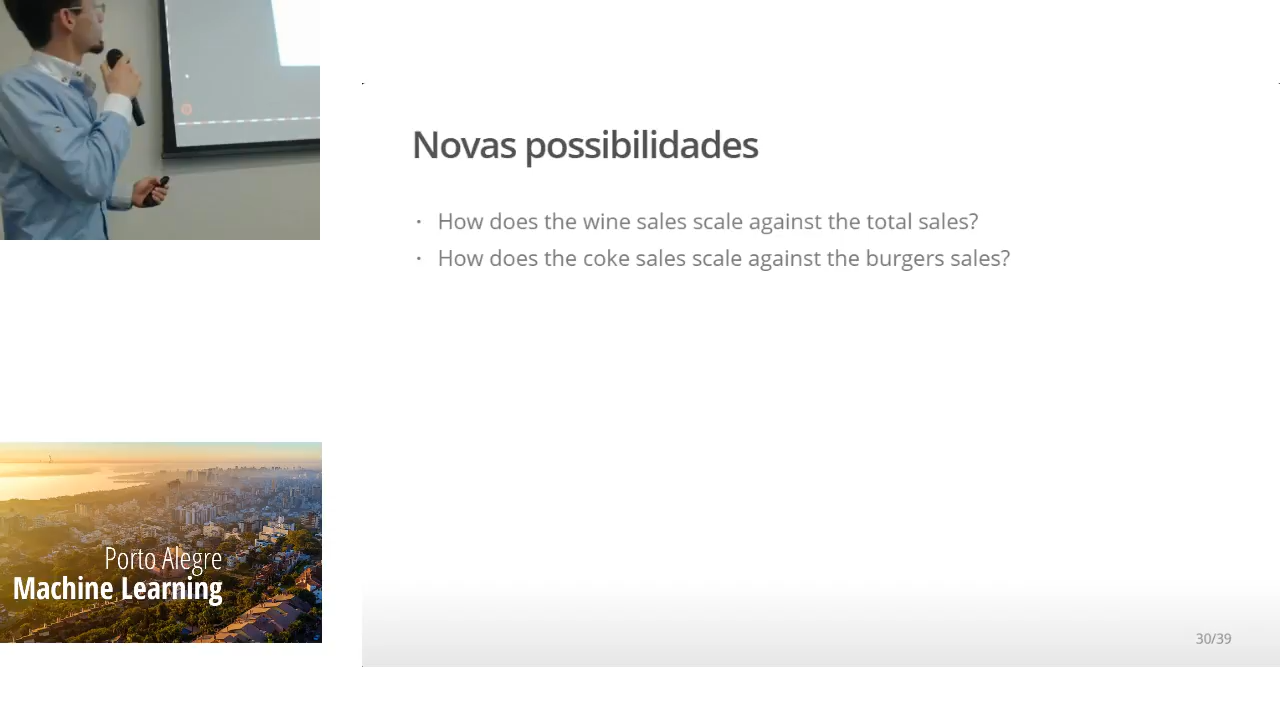 Novas possibilidades
· How does the wine sales scale against the total sales?
· How does the coke sales scale against the burgers sales?
Porto Alegre
Machine Learning
30/39